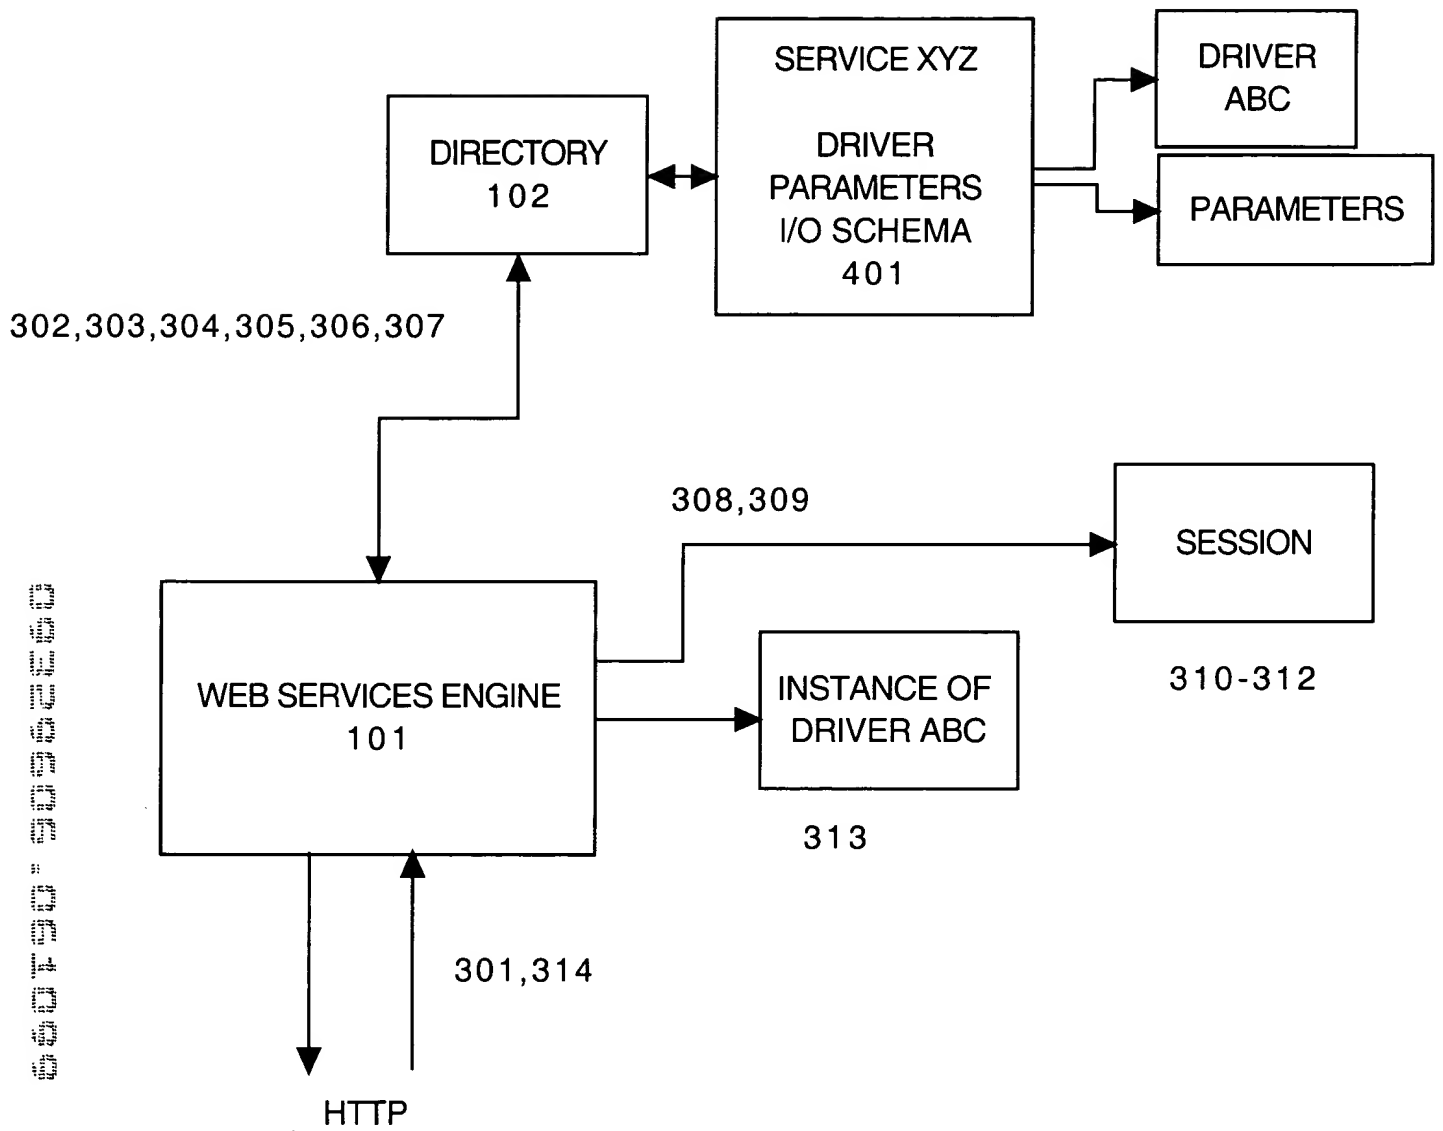 SERVICE XYZ
DRIVER
PARAMETERS
I/O SCHEMA
401
DRIVER
ABC
PARAMETERS
DIRECTORY
102
302,303,304,305,306,307
308,309
SESSION
310-312
WEB SERVICES ENGINE
101
INSTANCE OF
DRIVER ABC
313
301,314
HTTP